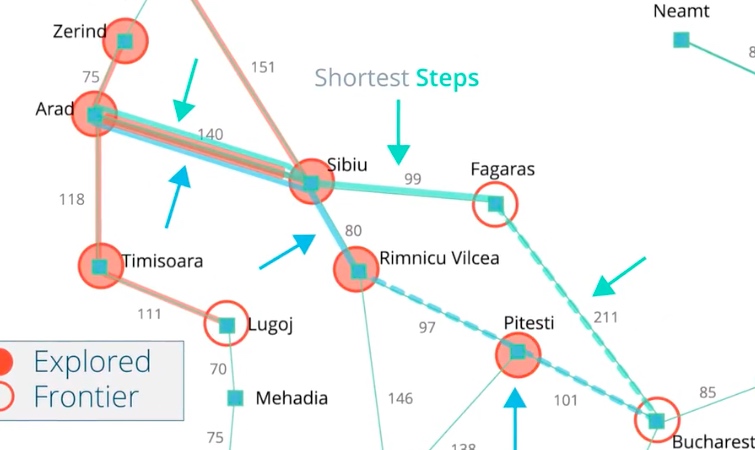 Neamt
8
Zerind
151
75
Shortest Steps
Arad
140
Sibiu
99
Fagaras
118
80
Timisoara
Rimnicu Vilcea
111
Lugoj
97
Pitesti
211
Explored
Frontier
70
Mehadia
146
101
85
75
138
Bucharest